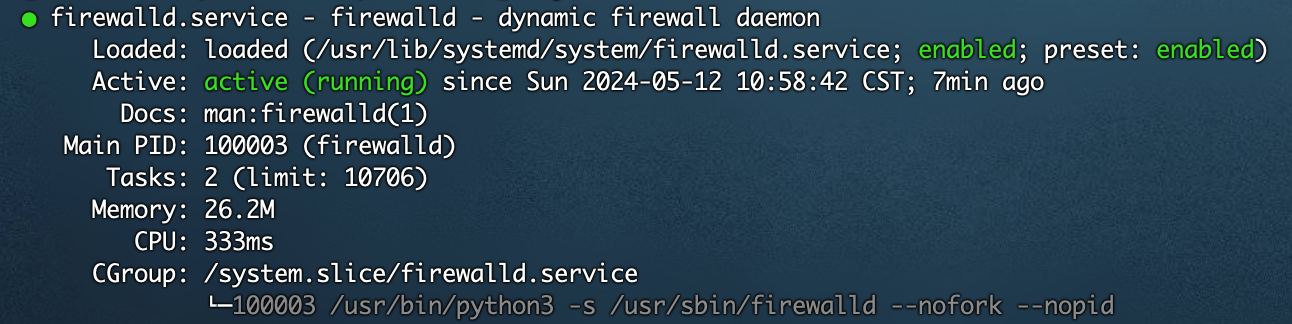 ● firewalld.service - firewalld - dynamic firewall daemon
Loaded: loaded (/usr/lib/systemd/system/firewalld.service; enabled; preset: enabled)
Active: active (running) since Sun 2024-05-12 10:58:42 CST; 7min ago
Docs: man:firewalld(1)
Main PID: 100003 (firewalld)
Tasks: 2 (limit: 10706)
Memory: 26.2M
CPU: 333ms
CGroup: /system.slice/firewalld.service
└─100003 /usr/bin/python3 -s /usr/sbin/firewalld --nofork --nopid